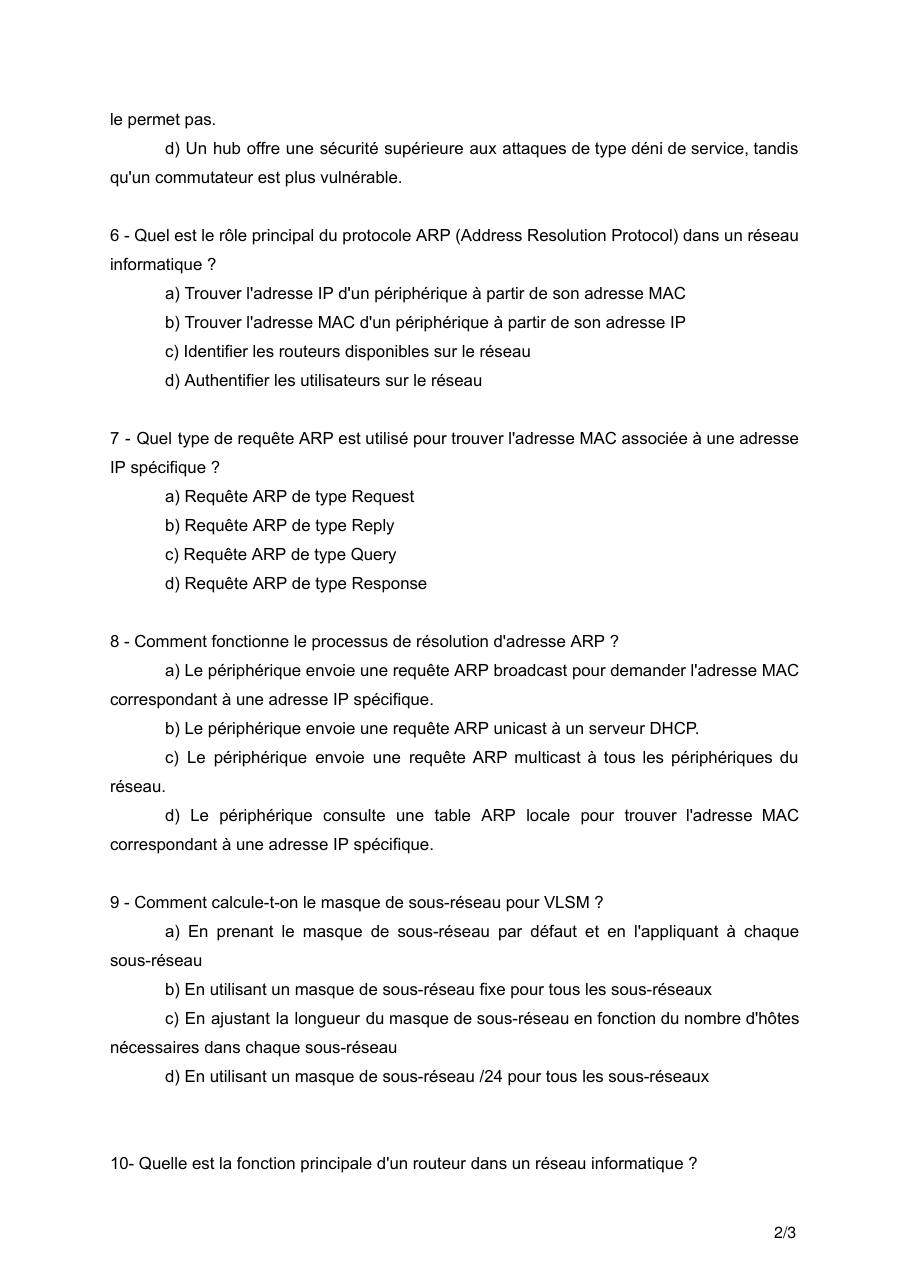 le permet pas.
d) Un hub offre une sécurité supérieure aux attaques de type déni de service, tandis
qu'un commutateur est plus vulnérable.
6 - Quel est le rôle principal du protocole ARP (Address Resolution Protocol) dans un réseau
informatique ?
a) Trouver l'adresse IP d'un périphérique à partir de son adresse MAC
b) Trouver l'adresse MAC d'un périphérique à partir de son adresse IP
c) Identifier les routeurs disponibles sur le réseau
d) Authentifier les utilisateurs sur le réseau
7 - Quel type de requête ARP est utilisé pour trouver l'adresse MAC associée à une adresse
IP spécifique ?
a) Requête ARP de type Request
b) Requête ARP de type Reply
c) Requête ARP de type Query
d) Requête ARP de type Response
8 - Comment fonctionne le processus de résolution d'adresse ARP ?
a) Le périphérique envoie une requête ARP broadcast pour demander l'adresse MAC
correspondant à une adresse IP spécifique.
b) Le périphérique envoie une requête ARP unicast à un serveur DHCP.
c) Le périphérique envoie une requête ARP multicast à tous les périphériques du
réseau.
d) Le périphérique consulte une table ARP locale pour trouver l'adresse MAC
correspondant à une adresse IP spécifique.
9 - Comment calcule-t-on le masque de sous-réseau pour VLSM ?
a) En prenant le masque de sous-réseau par défaut et en l'appliquant à chaque
sous-réseau
b) En utilisant un masque de sous-réseau fixe pour tous les sous-réseaux
c) En ajustant la longueur du masque de sous-réseau en fonction du nombre d'hôtes
nécessaires dans chaque sous-réseau
d) En utilisant un masque de sous-réseau /24 pour tous les sous-réseaux
10- Quelle est la fonction principale d'un routeur dans un réseau informatique ?
2/3